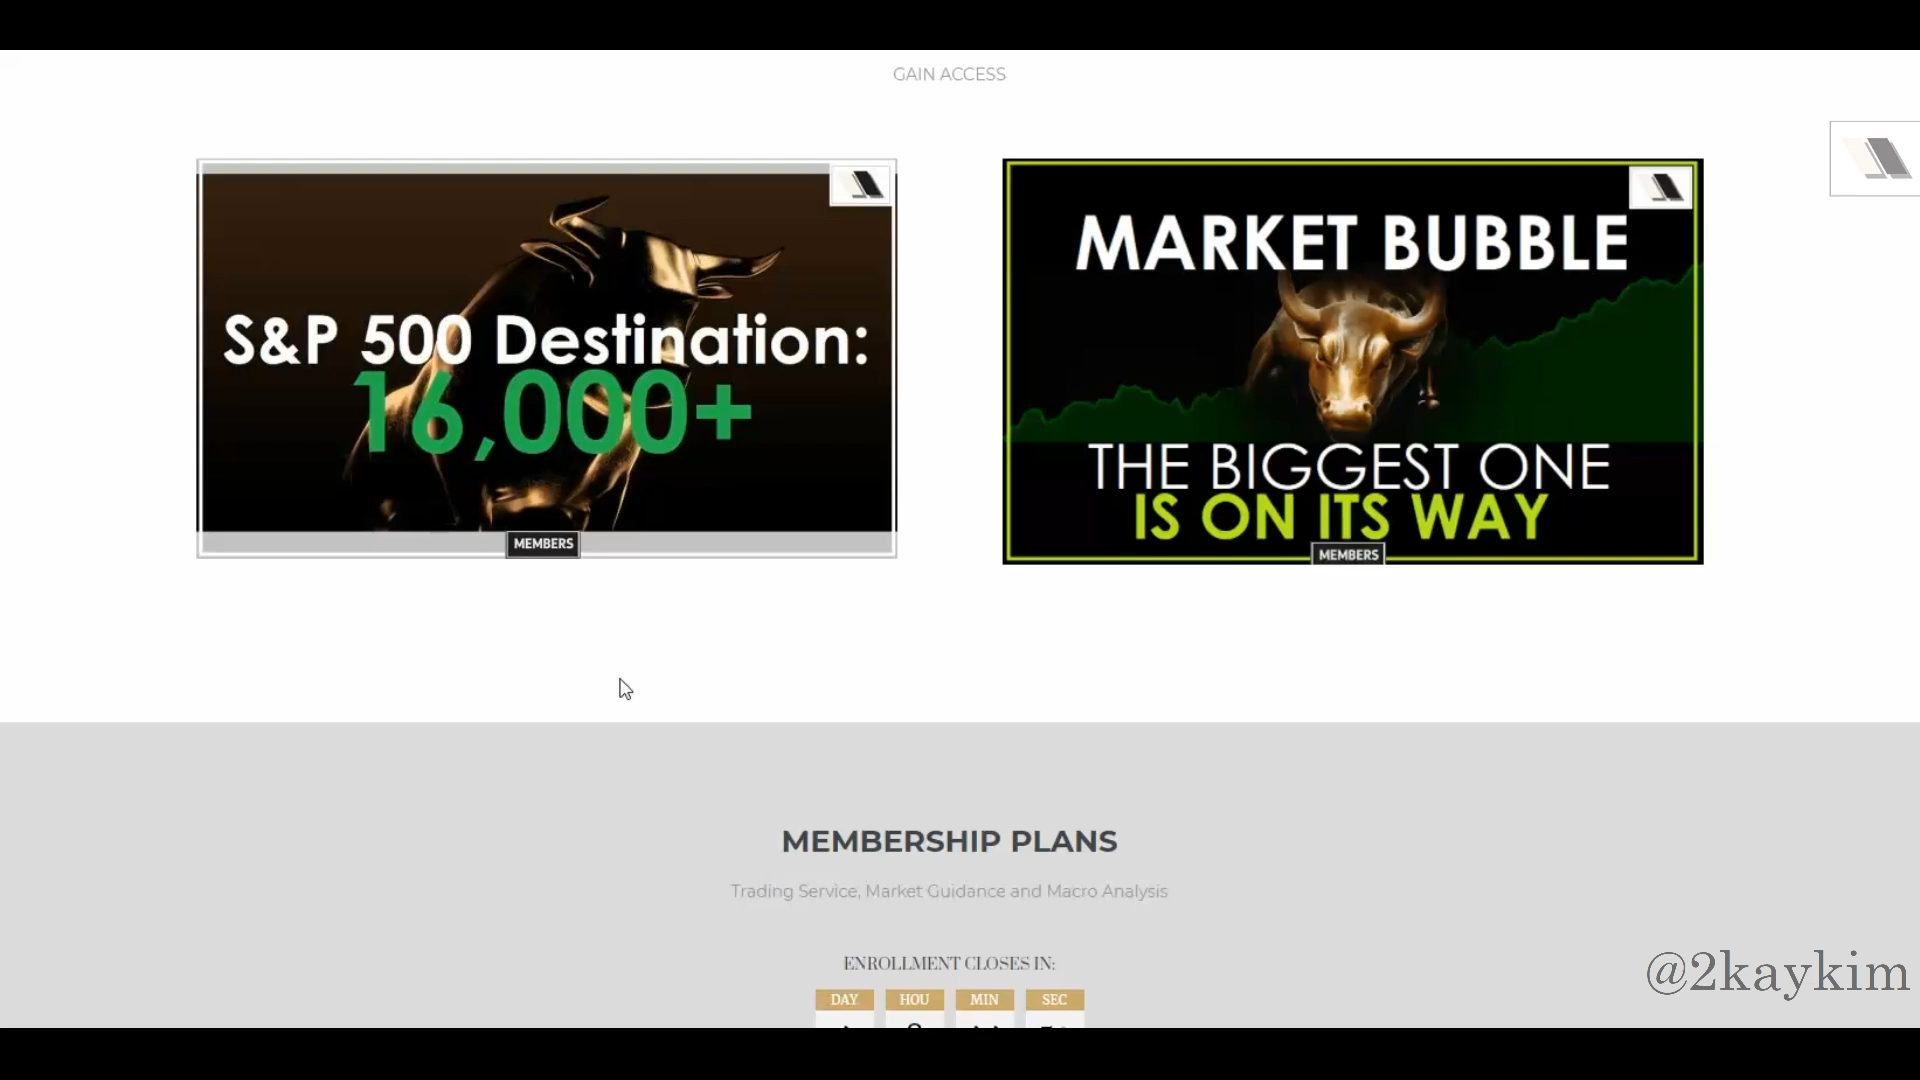 GAIN ACCESS
S&P 500 Destination:
16,000+
MEMBERS
MARKET BUBBLE
THE BIGGEST ONE
IS ON ITS WAY
MEMBERS
MEMBERSHIP PLANS
Trading Service, Market Guidance and Macro Analysis
ENROLLMENT CLOSES IN:
DAY HOU MIN SEC
@2kaykim